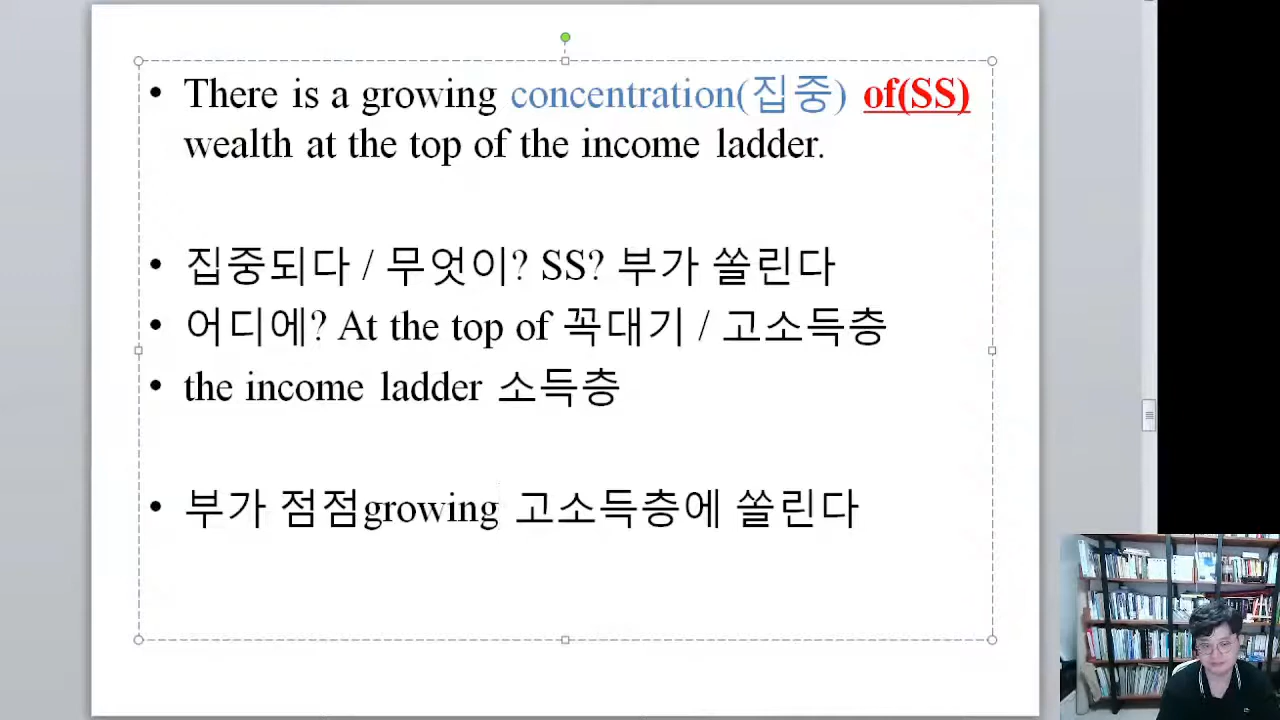 • There is a growing concentration(집중) of(SS)
wealth at the top of the income ladder.
• 집중되다 / 무엇이? SS? 부가 쏠린다
• 어디에? At the top of 꼭대기 / 고소득층
• the income ladder 소득층
• 부가 점점growing 고소득층에 쏠린다